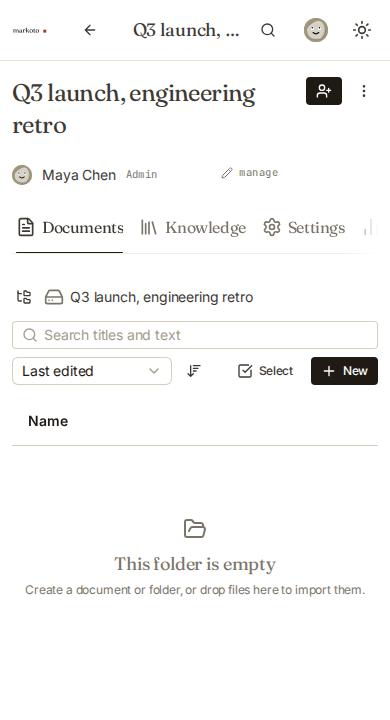 markoto
Q3 launch, ...
Q3 launch, engineering
retro
Maya Chen Admin manage
Documents Knowledge Settings
Q3 launch, engineering retro
Search titles and text
Last edited Select New
Name
This folder is empty
Create a document or folder, or drop files here to import them.